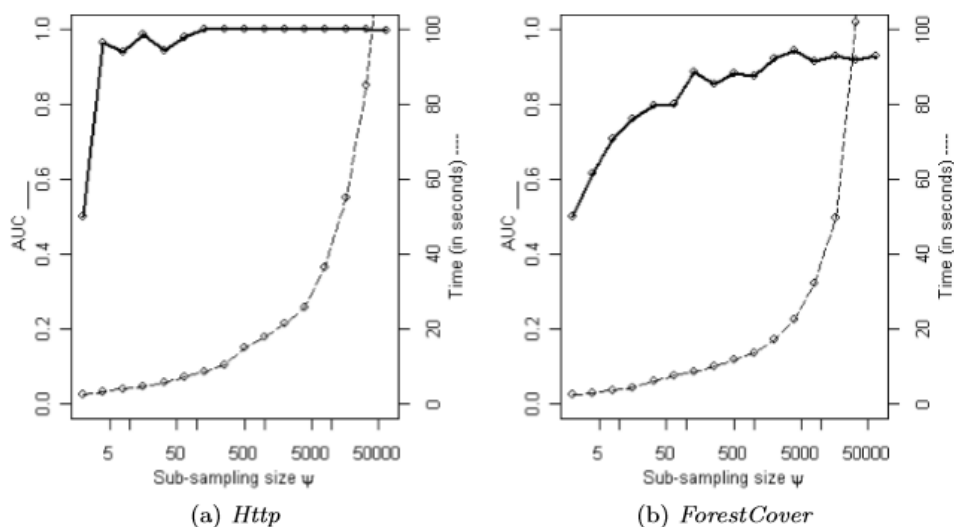 1.0
0.8
0.6
0.4
0.2
0.0
AUC ___
100
80
60
40
20
0
Time (in seconds) ----
5 50 500 5000 50000
Sub-sampling size ψ
(a) Http
1.0
0.8
0.6
0.4
0.2
0.0
AUC ___
100
80
60
40
20
0
Time (in seconds) ----
5 50 500 5000 50000
Sub-sampling size ψ
(b) ForestCover